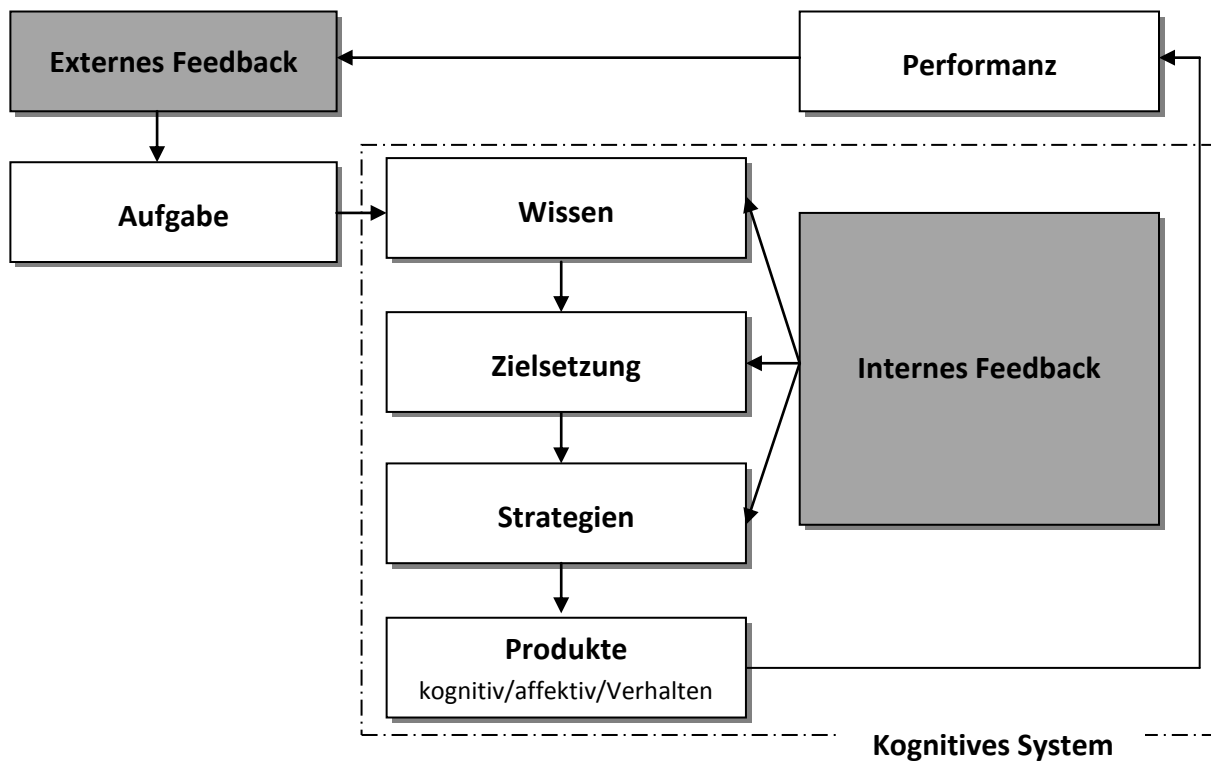 Externes Feedback
Performanz
Aufgabe
Wissen
Zielsetzung
Internes Feedback
Strategien
Produkte
kognitiv/affektiv/Verhalten
Kognitives System